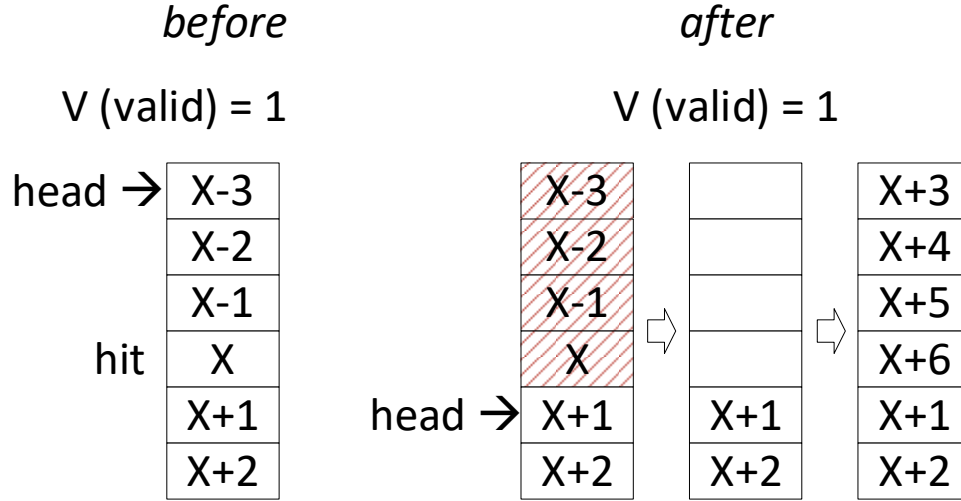 before
after
V (valid) = 1
V (valid) = 1
head → X-3
X-2
X-1
hit X
X+1
X+2
X-3
X-2
X-1
X
head → X+1
X+2
X+1
X+2
X+3
X+4
X+5
X+6
X+1
X+2